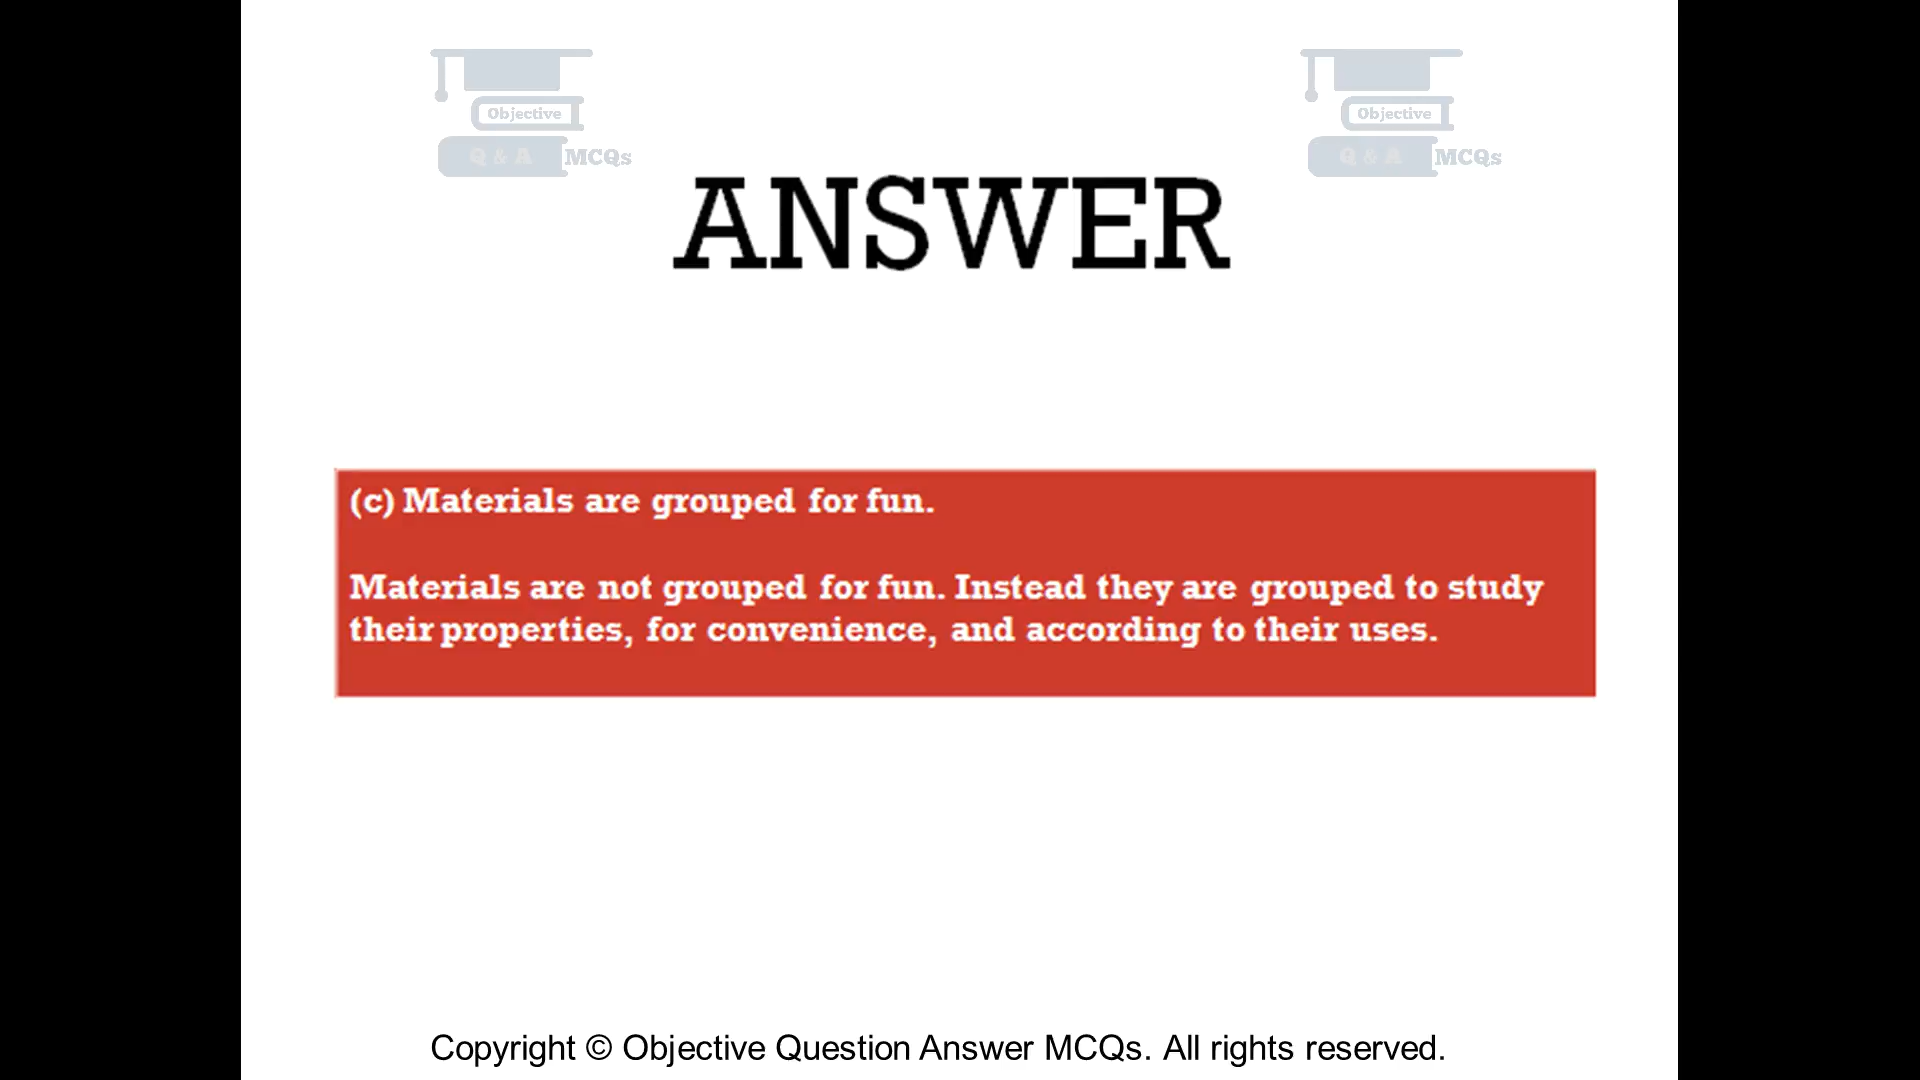 Objective
Q & A MCQs
Objective
Q & A MCQs
ANSWER
(c) Materials are grouped for fun.
Materials are not grouped for fun. Instead they are grouped to study
their properties, for convenience, and according to their uses.
Copyright © Objective Question Answer MCQs. All rights reserved.